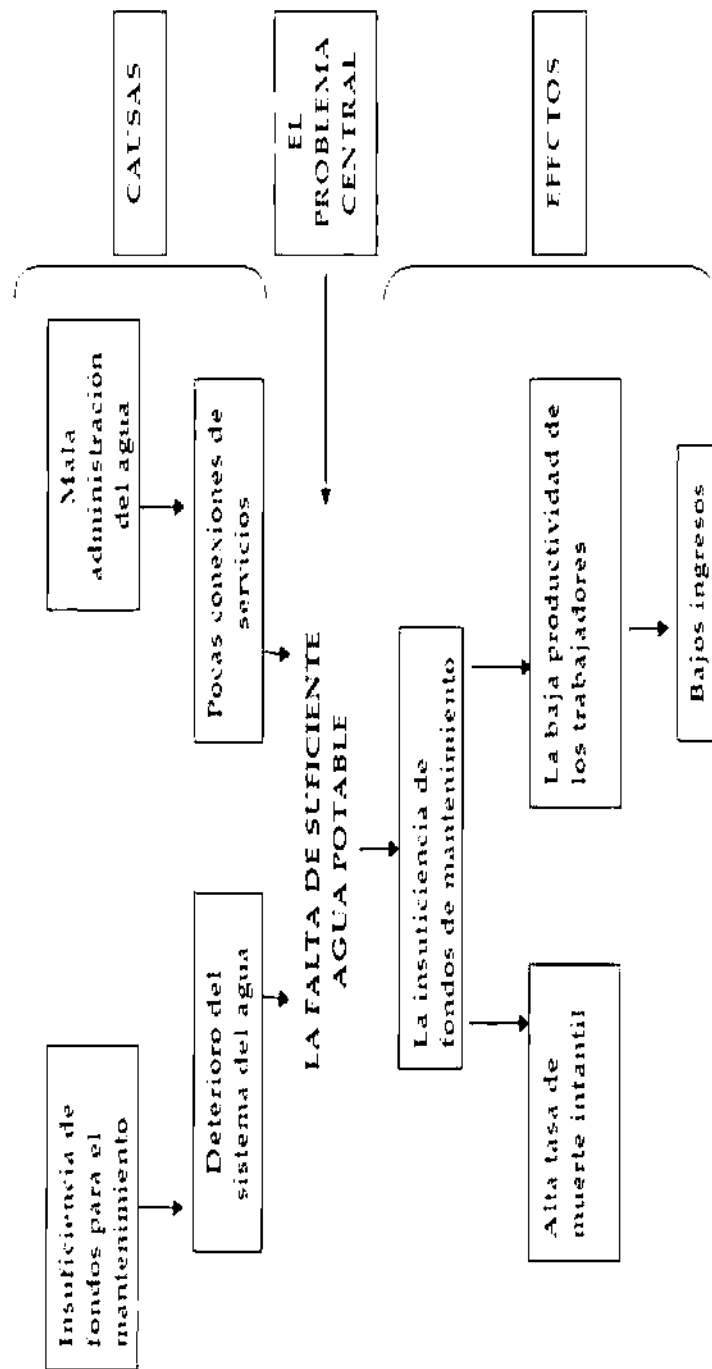 Insuficiencia de
fondos para el
mantenimiento
Mala
administración
del agua
CAUSAS
Deterioro del
sistema del agua
Pocas conexiones de
servicios
LA FALTA DE SUFICIENTE
AGUA POTABLE
EL
PROBLEMA
CENTRAL
La insuficiencia de
fondos de mantenimiento
EFECTOS
Alta tasa de
muerte infantil
La baja productividad de
los trabajadores
Bajos ingresos